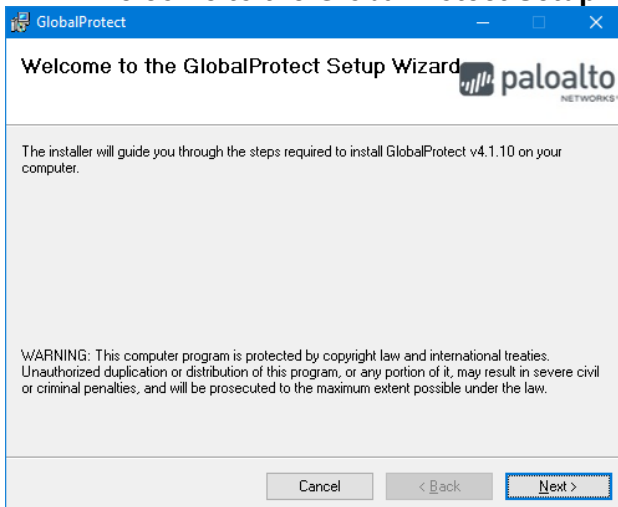 GlobalProtect
Welcome to the GlobalProtect Setup Wizard
paloalto
NETWORKS
The installer will guide you through the steps required to install GlobalProtect v4.1.10 on your
computer.
WARNING: This computer program is protected by copyright law and international treaties.
Unauthorized duplication or distribution of this program, or any portion of it, may result in severe civil
or criminal penalties, and will be prosecuted to the maximum extent possible under the law.
Cancel < Back Next >